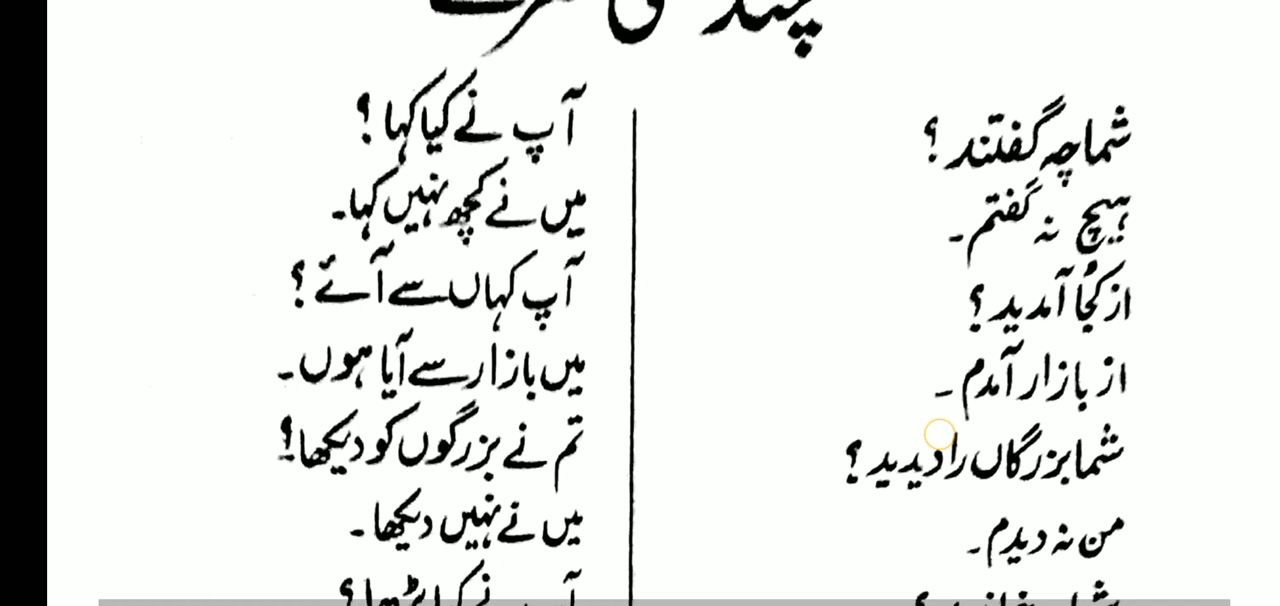 شما چہ گفتند ؟
ہیچ نہ گفتم ۔
از کُجا آمدید ؟
از بازار آمدم ۔
شما بزرگاں را دیدید ؟
من نہ دیدم ۔
آپ نے کیا کہا ؟
میں نے کچھ نہیں کہا ۔
آپ کہاں سے آئے ؟
میں بازار سے آیا ہوں ۔
تم نے بزرگوں کو دیکھا ؟
میں نے نہیں دیکھا ۔